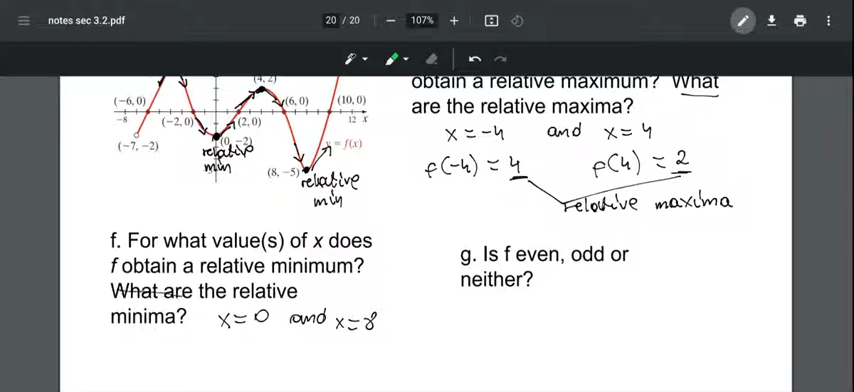 notes sec 3.2.pdf
20 / 20
107%
(4, 2)
(-6, 0)
(6, 0)
(10, 0)
-8
(-2, 0)
(2, 0)
12 x
(-7, -2)
(0, -2)
y = f(x)
relative
min
(8, -5)
relative
min
obtain a relative maximum? What
are the relative maxima?
x = -4 and x = 4
f(-4) = 4 f(4) = 2
relative maxima
f. For what value(s) of x does
f obtain a relative minimum?
What are the relative
minima? x = 0 and x = 8
g. Is f even, odd or
neither?